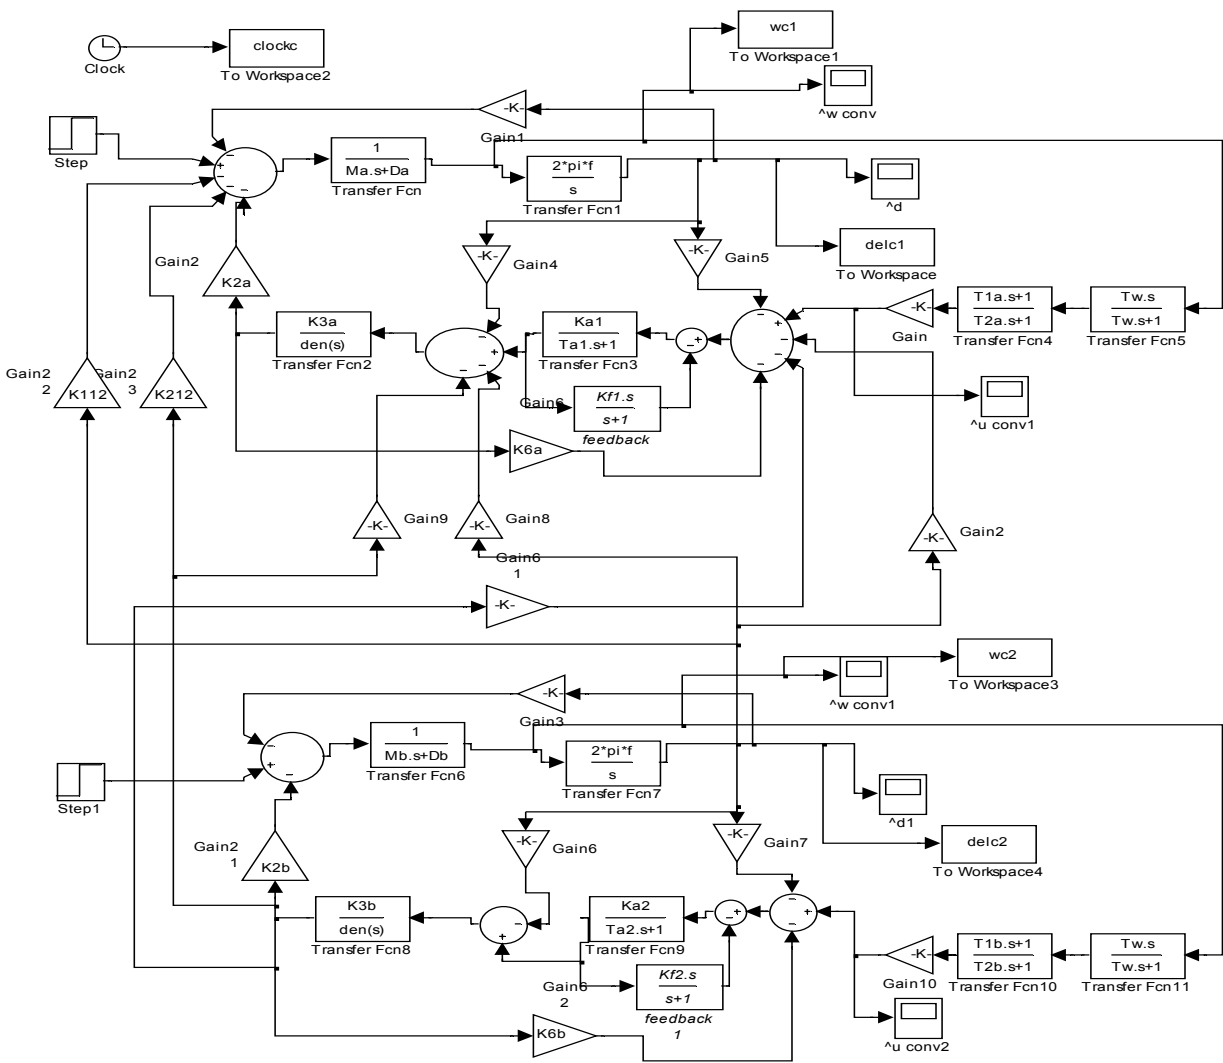 wc1
To Workspace1
clockc
To Workspace2
Clock
^w conv
-K-
Gain1
Step
1
Ma.s+Da
Transfer Fcn
2*pi*f
s
Transfer Fcn1
^d
delc1
To Workspace
-K-
Gain4
-K-
Gain5
Gain2
K2a
K3a
den(s)
Transfer Fcn2
Ka1
Ta1.s+1
Transfer Fcn3
-K-
Gain
T1a.s+1
T2a.s+1
Transfer Fcn4
Tw.s
Tw.s+1
Transfer Fcn5
Gain2
2
K112
Gain2
3
K212
Gain6
Kf1.s
s+1
feedback
^u conv1
K6a
-K-
Gain9
-K-
Gain8
-K-
Gain2
Gain6
1
-K-
wc2
To Workspace3
^w conv1
-K-
Gain3
Step1
1
Mb.s+Db
Transfer Fcn6
2*pi*f
s
Transfer Fcn7
^d1
delc2
To Workspace4
-K-
Gain6
-K-
Gain7
Gain2
1
K2b
K3b
den(s)
Transfer Fcn8
Ka2
Ta2.s+1
Transfer Fcn9
-K-
Gain10
T1b.s+1
T2b.s+1
Transfer Fcn10
Tw.s
Tw.s+1
Transfer Fcn11
Gain6
2
Kf2.s
s+1
feedback
1
K6b
^u conv2